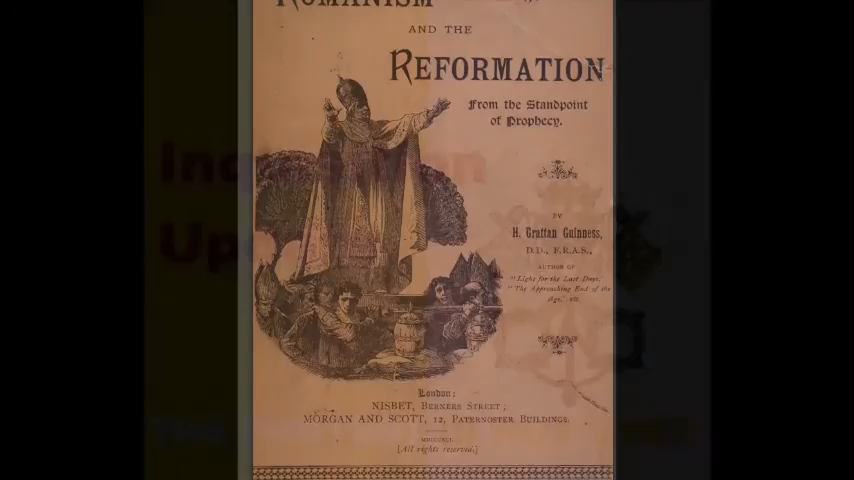 ROMANISM
AND THE
REFORMATION
From the Standpoint
of Prophecy.
BY
H. Grattan Guinness,
D.D., F.R.A.S.,
AUTHOR OF
"Light for the Last Days,"
"The Approaching End of the
Age," etc
London:
NISBET, BERNERS STREET;
MORGAN AND SCOTT, 12, PATERNOSTER BUILDINGS.
[All rights reserved.]